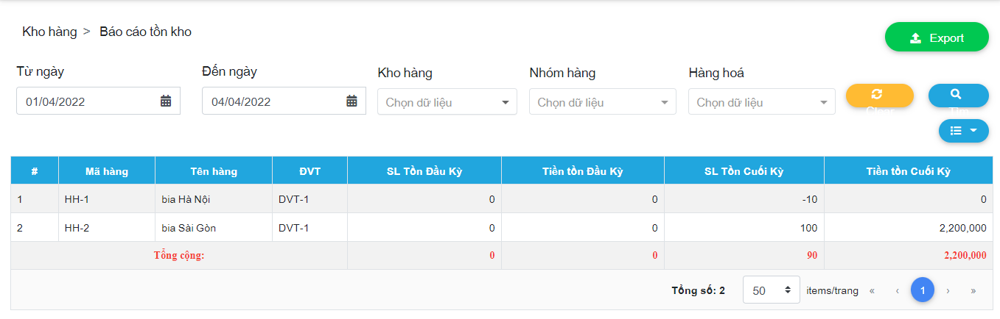 Kho hàng > Báo cáo tồn kho
Export
Từ ngày Đến ngày Kho hàng Nhóm hàng Hàng hoá
01/04/2022 04/04/2022 Chọn dữ liệu Chọn dữ liệu Chọn dữ liệu
# Mã hàng Tên hàng ĐVT SL Tồn Đầu Kỳ Tiền tồn Đầu Kỳ SL Tồn Cuối Kỳ Tiền tồn Cuối Kỳ
1 HH-1 bia Hà Nội DVT-1 0 0 -10 0
2 HH-2 bia Sài Gòn DVT-1 0 0 100 2,200,000
Tổng cộng: 0 0 90 2,200,000
Tổng số: 2 50 items/trang « ‹ 1 › »